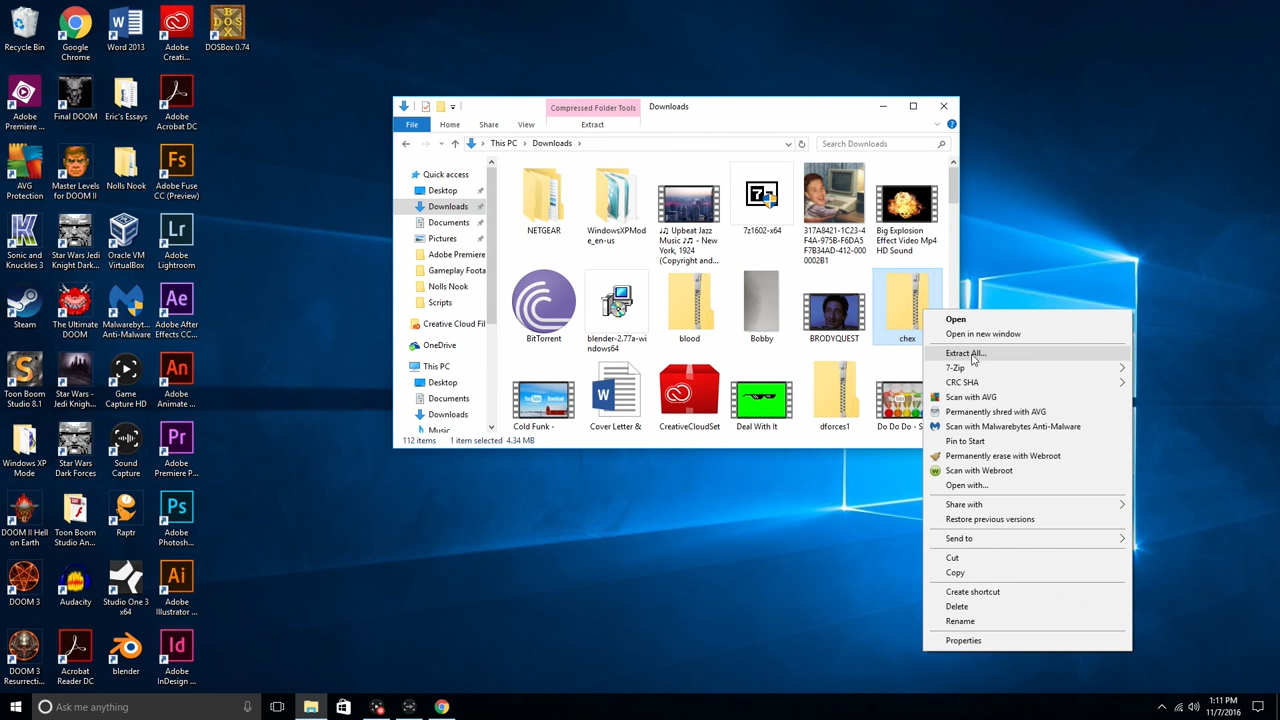 Recycle Bin
Google
Chrome
Word 2013
Adobe
Creati...
DOSBox 0.74
Adobe
Premiere ...
Final DOOM
Eric's Essays
Adobe
Acrobat DC
AVG
Protection
Master Levels
for DOOM II
Nolls Nook
Adobe Fuse
CC (Preview)
Sonic and
Knuckles 3
Star Wars Jedi
Knight Dark...
Oracle VM
VirtualBox
Adobe
Lightroom
Steam
The Ultimate
DOOM
Malwarebyt...
Anti-Malware
Adobe After
Effects CC...
Toon Boom
Studio 8.1
Star Wars -
Jedi Knight...
Game
Capture HD
Adobe
Animate ...
Windows XP
Mode
Star Wars
Dark Forces
Sound
Capture
Adobe
Premiere P...
DOOM II Hell
on Earth
Toon Boom
Studio An...
Raptr
Adobe
Photosh...
DOOM 3
Audacity
Studio One 3
x64
Adobe
Illustrator ...
DOOM 3
Resurrecti...
Acrobat
Reader DC
blender
Adobe
InDesign ...
Compressed Folder Tools
Downloads
File
Home
Share
View
Extract
This PC
Downloads
Search Downloads
Quick access
Desktop
Downloads
Documents
Pictures
Adobe Premiere
Gameplay Foota
Nolls Nook
Scripts
Creative Cloud Fil
OneDrive
This PC
Desktop
Documents
Downloads
Music
NETGEAR
WindowsXPMod
e_en-us
♫♫ Upbeat Jazz
Music ♫♫ - New
York, 1924
(Copyright and...
7z1602-x64
317A8421-1C23-4
F4A-975B-F6DA5
F7B34AD-412-000
0002B1
Big Explosion
Effect Video Mp4
HD Sound
BitTorrent
blender-2.77a-wi
ndows64
blood
Bobby
BRODYQUEST
chex
Cold Funk -
Cover Letter &
CreativeCloudSet
Deal With It
dforces1
Do Do Do - S
112 items
1 item selected 4.34 MB
Open
Open in new window
Extract All...
7-Zip
CRC SHA
Scan with AVG
Permanently shred with AVG
Scan with Malwarebytes Anti-Malware
Pin to Start
Permanently erase with Webroot
Scan with Webroot
Open with...
Share with
Restore previous versions
Send to
Cut
Copy
Create shortcut
Delete
Rename
Properties
Ask me anything
1:11 PM
11/7/2016